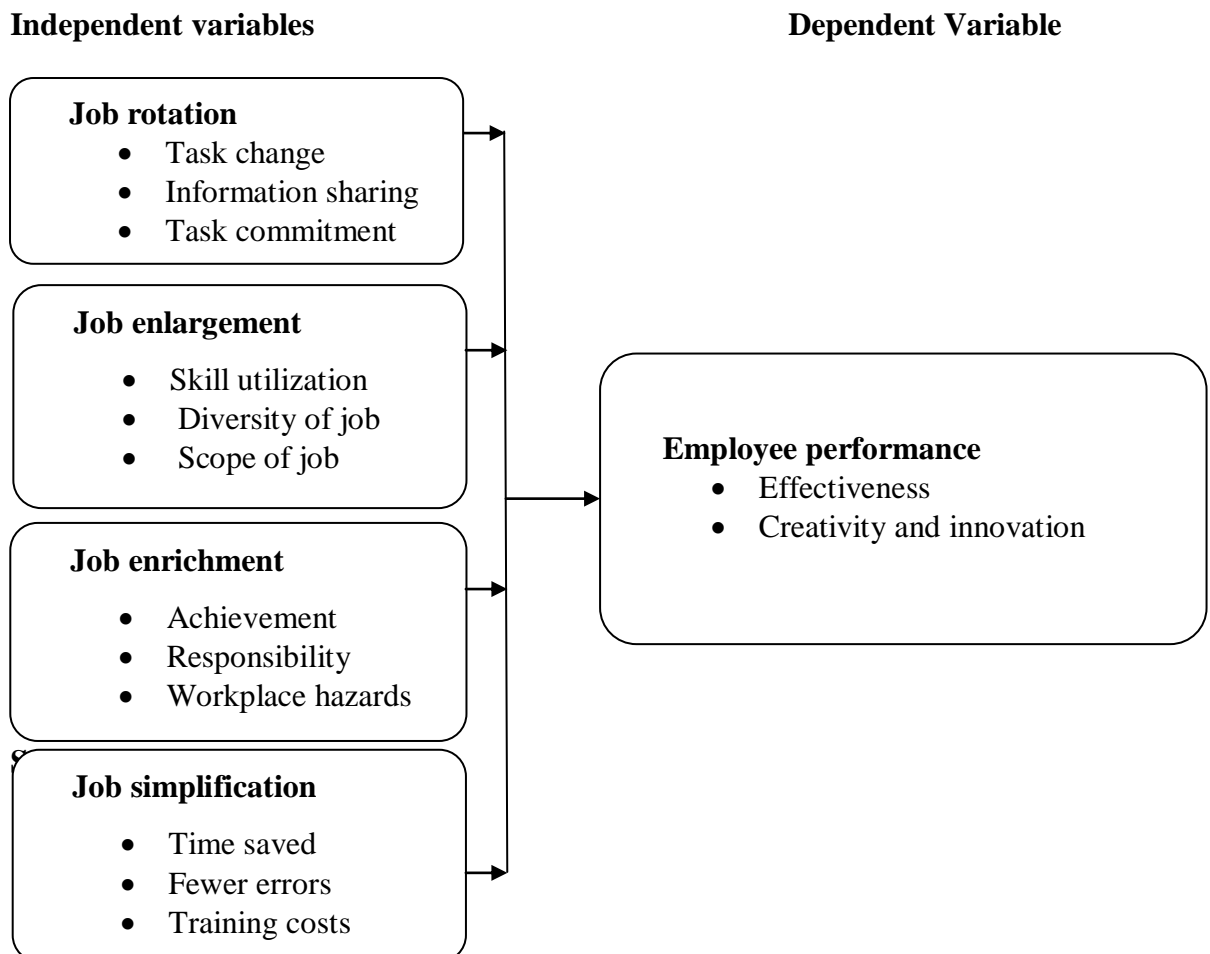 Independent variables Dependent Variable
Job rotation
• Task change
• Information sharing
• Task commitment
Job enlargement
• Skill utilization
• Diversity of job
• Scope of job
Employee performance
• Effectiveness
• Creativity and innovation
Job enrichment
• Achievement
• Responsibility
• Workplace hazards
Job simplification
• Time saved
• Fewer errors
• Training costs